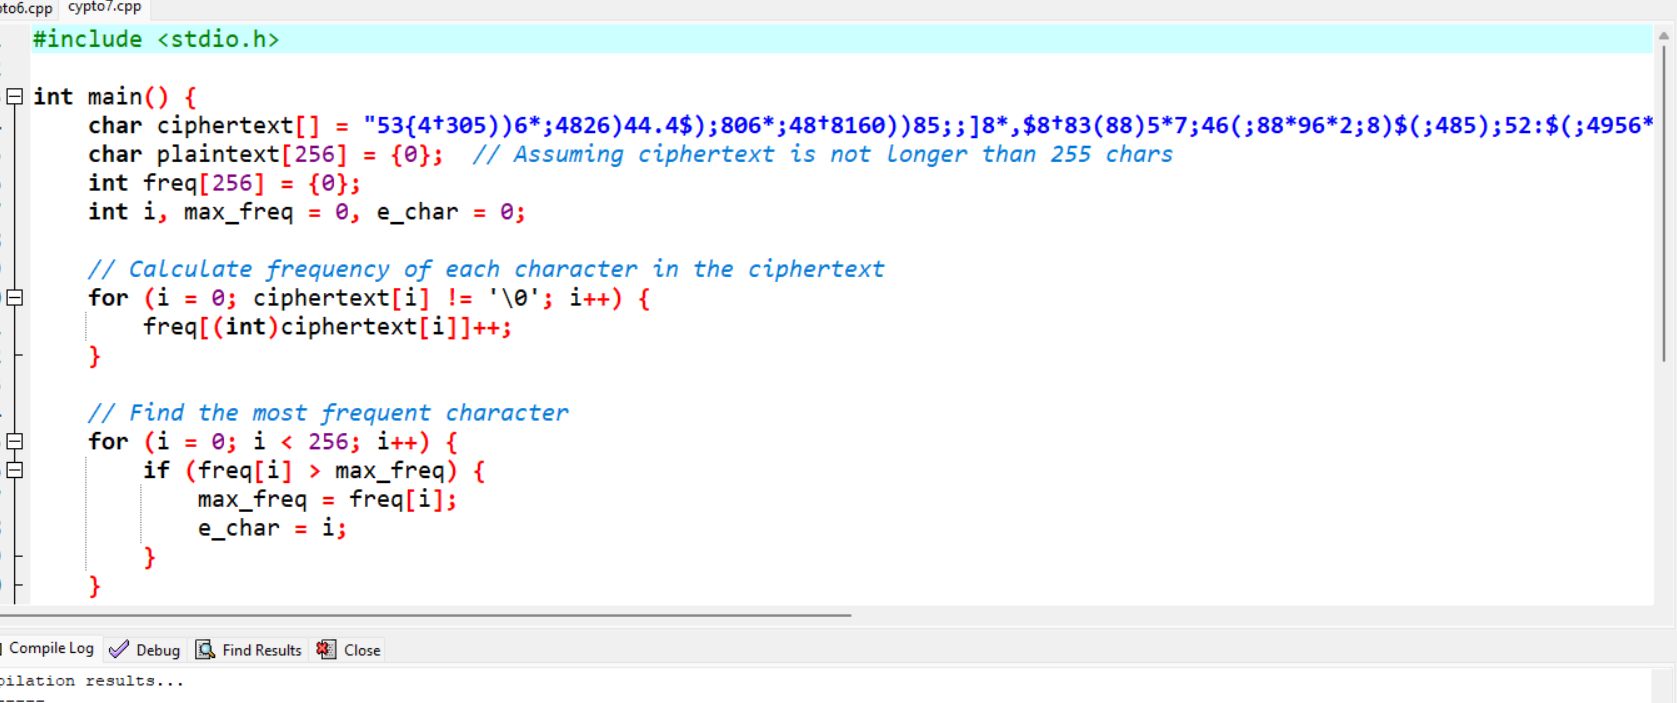 to6.cpp cypto7.cpp
#include <stdio.h>
int main() {
char ciphertext[] = "53{4†305))6*;4826)44.4$);806*;48†8160))85;;]8*,$8†83(88)5*7;46(;88*96*2;8)$(;485);52:$(;4956*
char plaintext[256] = {0}; // Assuming ciphertext is not longer than 255 chars
int freq[256] = {0};
int i, max_freq = 0, e_char = 0;
// Calculate frequency of each character in the ciphertext
for (i = 0; ciphertext[i] != '\0'; i++) {
freq[(int)ciphertext[i]]++;
}
// Find the most frequent character
for (i = 0; i < 256; i++) {
if (freq[i] > max_freq) {
max_freq = freq[i];
e_char = i;
}
}
Compile Log Debug Find Results Close
pilation results...
-----